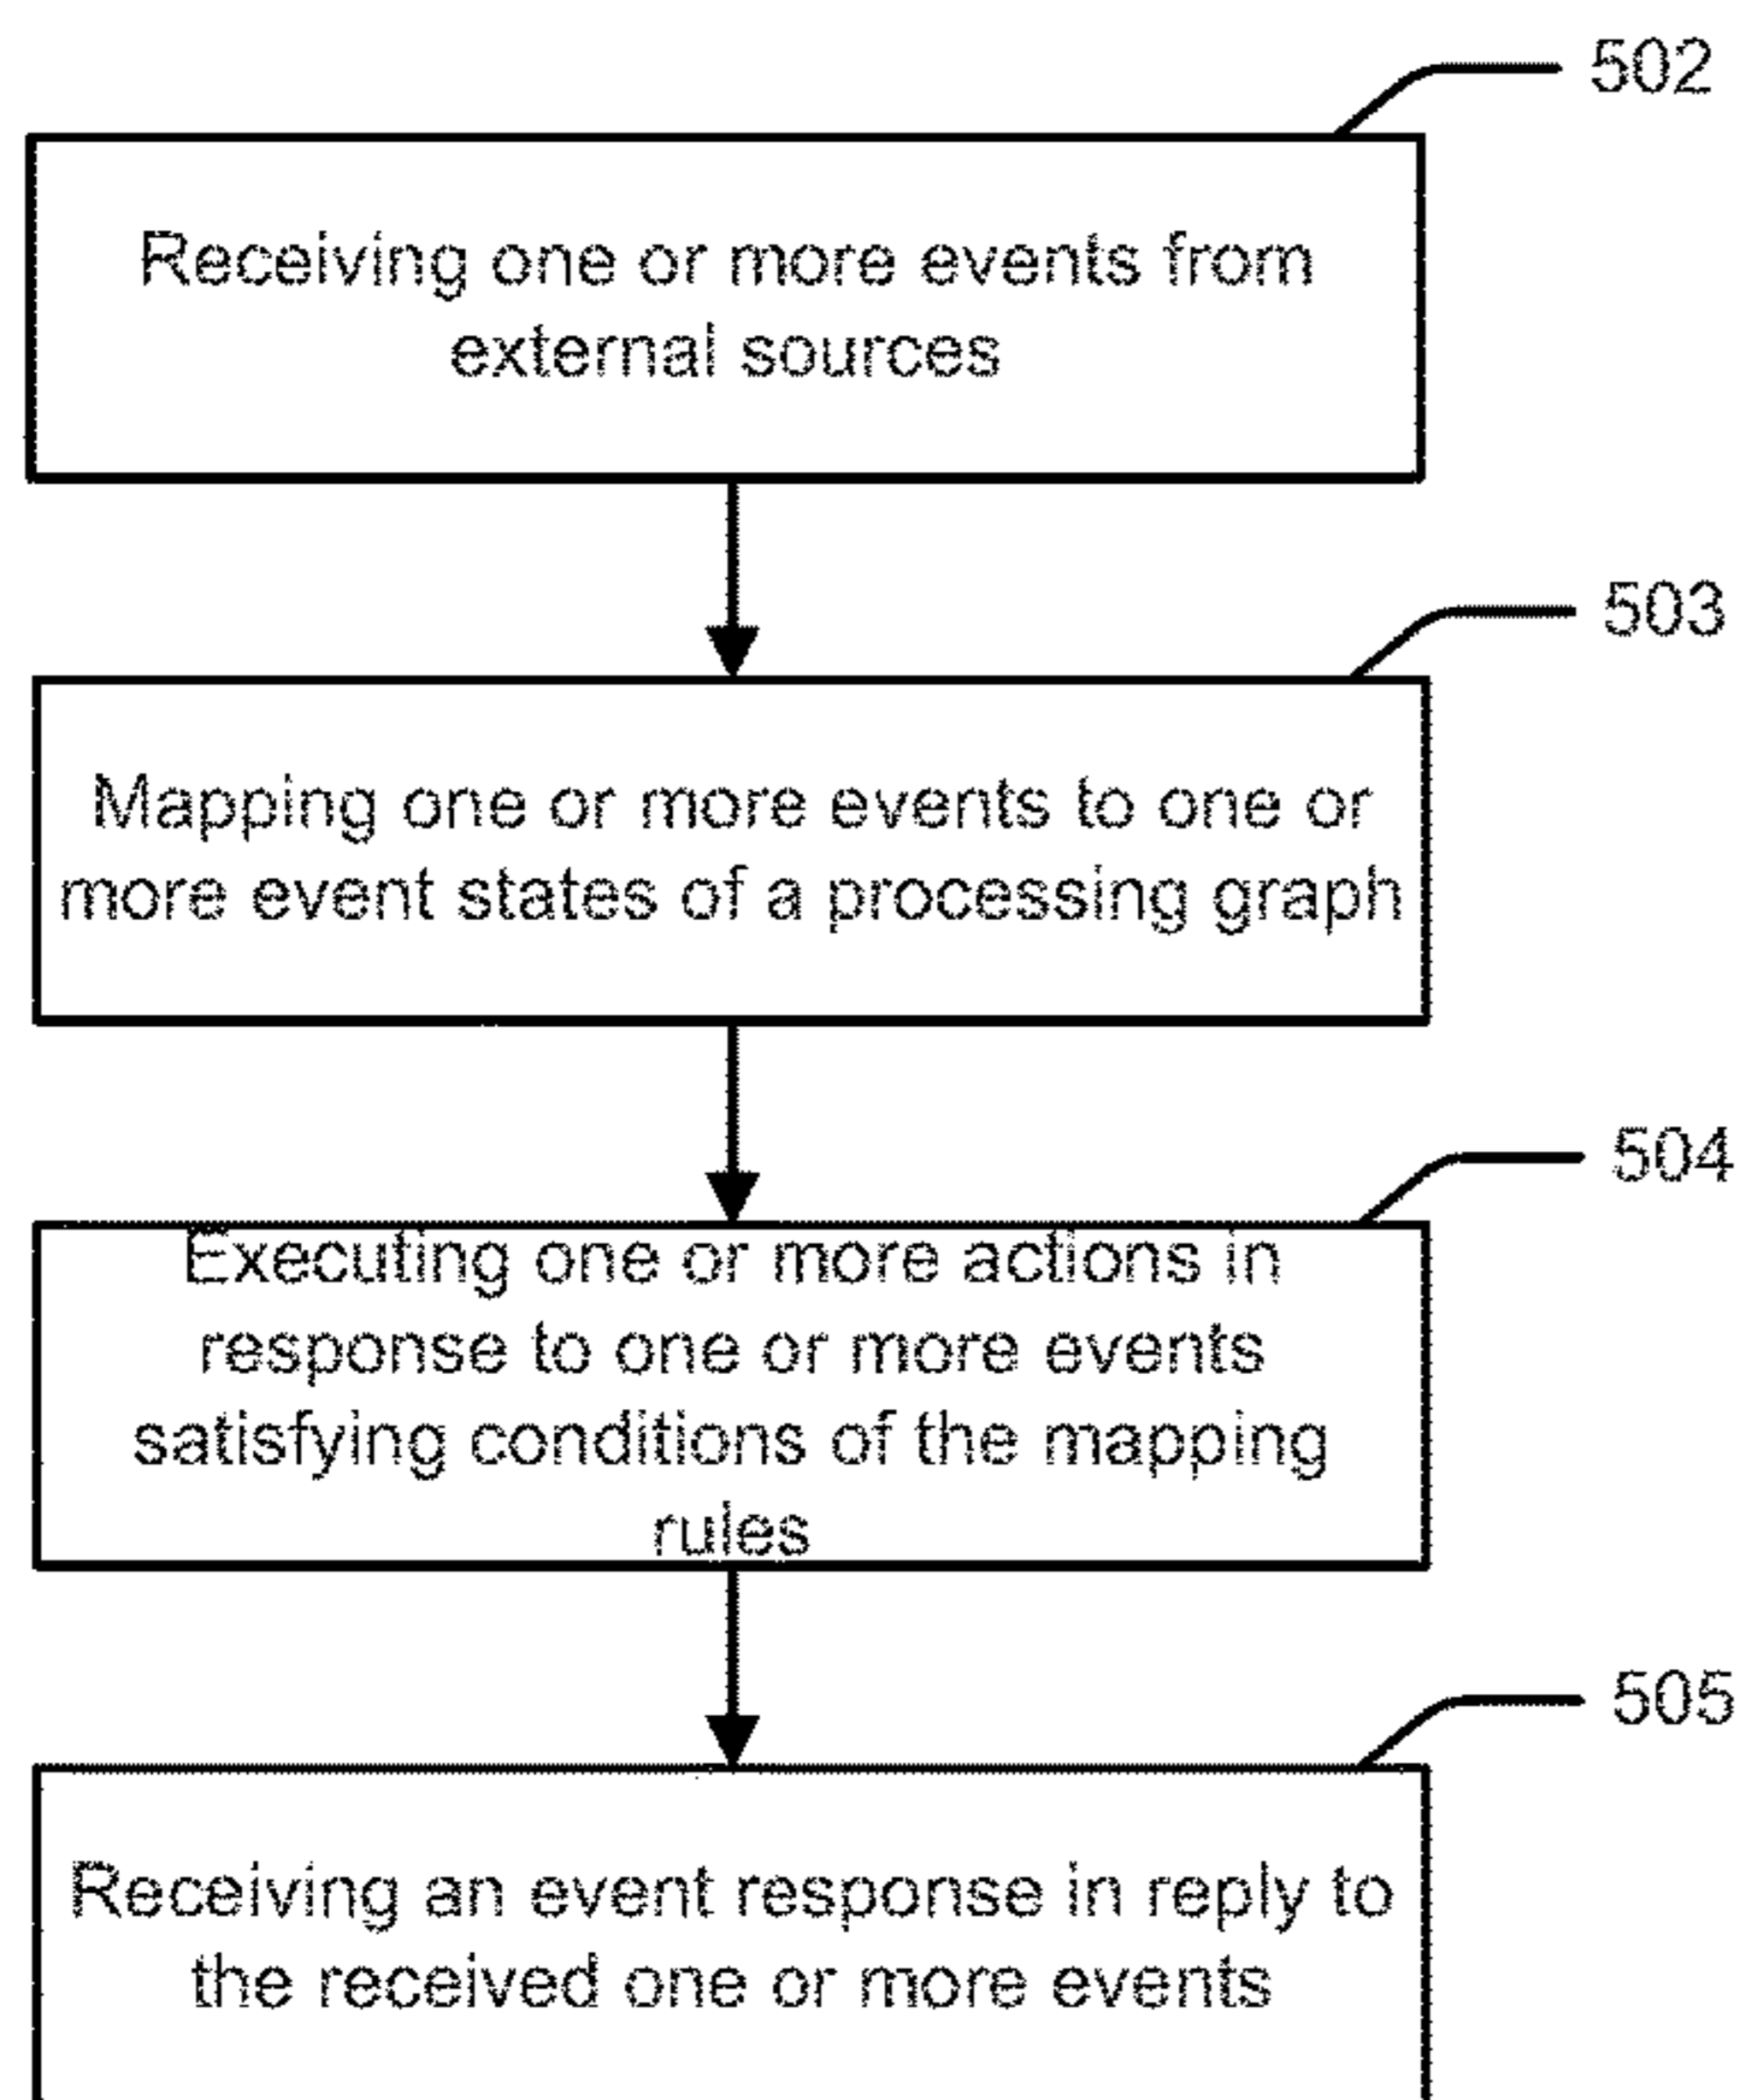 502
Receiving one or more events from
external sources
503
Mapping one or more events to one or
more event states of a processing graph
504
Executing one or more actions in
response to one or more events
satisfying conditions of the mapping
rules
505
Receiving an event response in reply to
the received one or more events